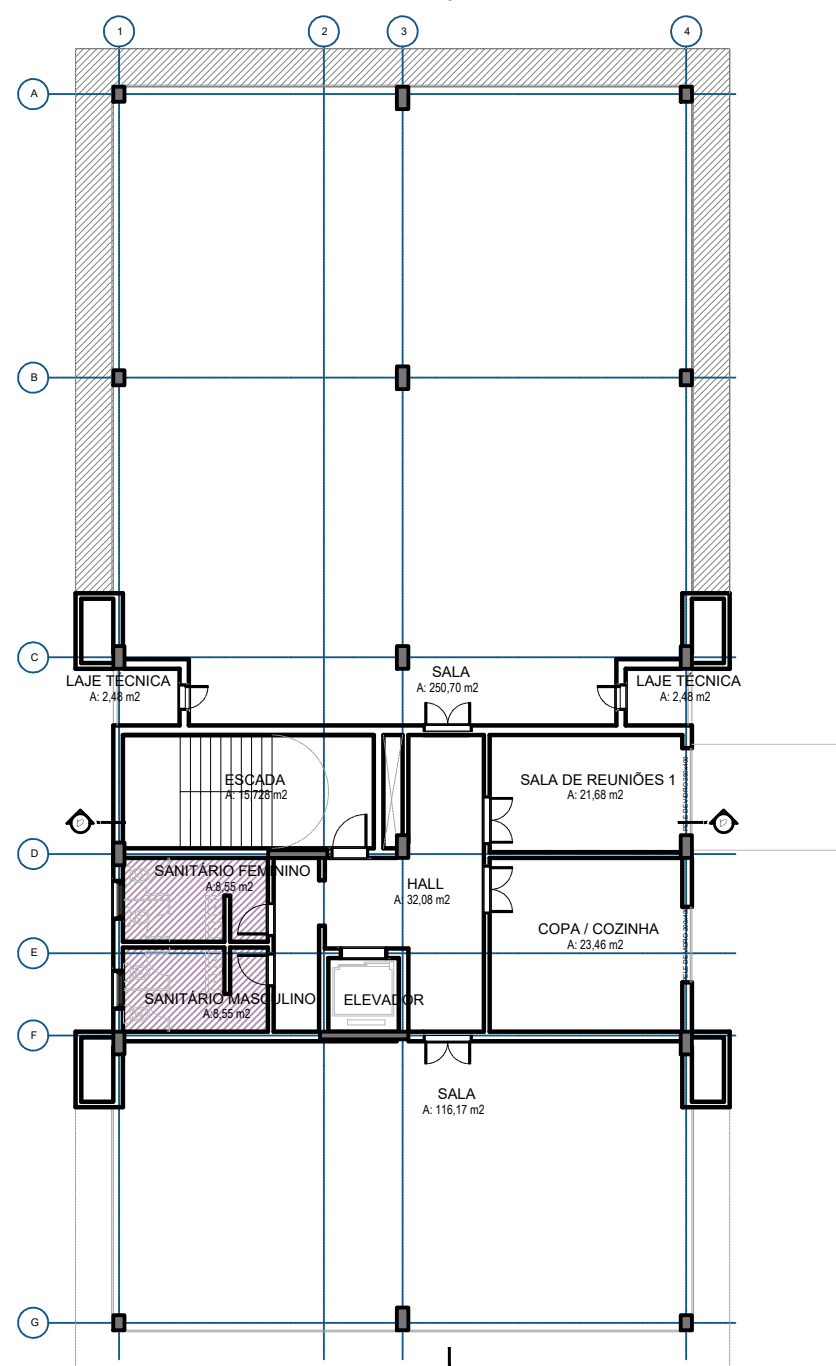 1
2
3
4
A
B
C
SALA
A: 250,70 m2
LAJE TÉCNICA
A: 2,48 m2
LAJE TÉCNICA
A: 2,48 m2
ESCADA
A: 15,728 m2
SALA DE REUNIÕES 1
A: 21,68 m2
D
SANITÁRIO FEMININO
A:8,55 m2
HALL
A: 32,08 m2
COPA / COZINHA
A: 23,46 m2
E
SANITÁRIO MASCULINO
A:8,55 m2
ELEVADOR
F
SALA
A: 116,17 m2
G